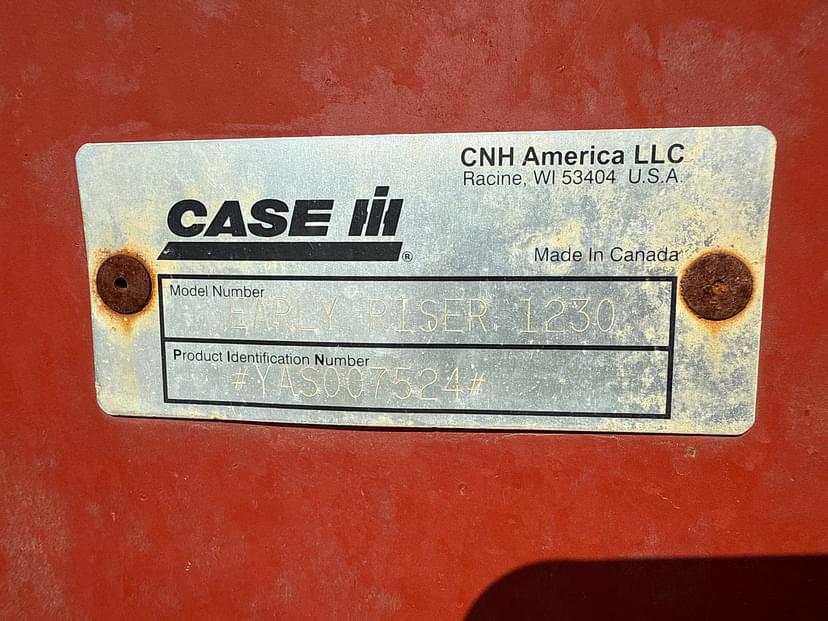 CNH America LLC
Racine, WI 53404 U.S.A.
CASE IH
®
Made In Canada
Model Number
EARLY RISER 1230
Product Identification Number
#YAS007524#